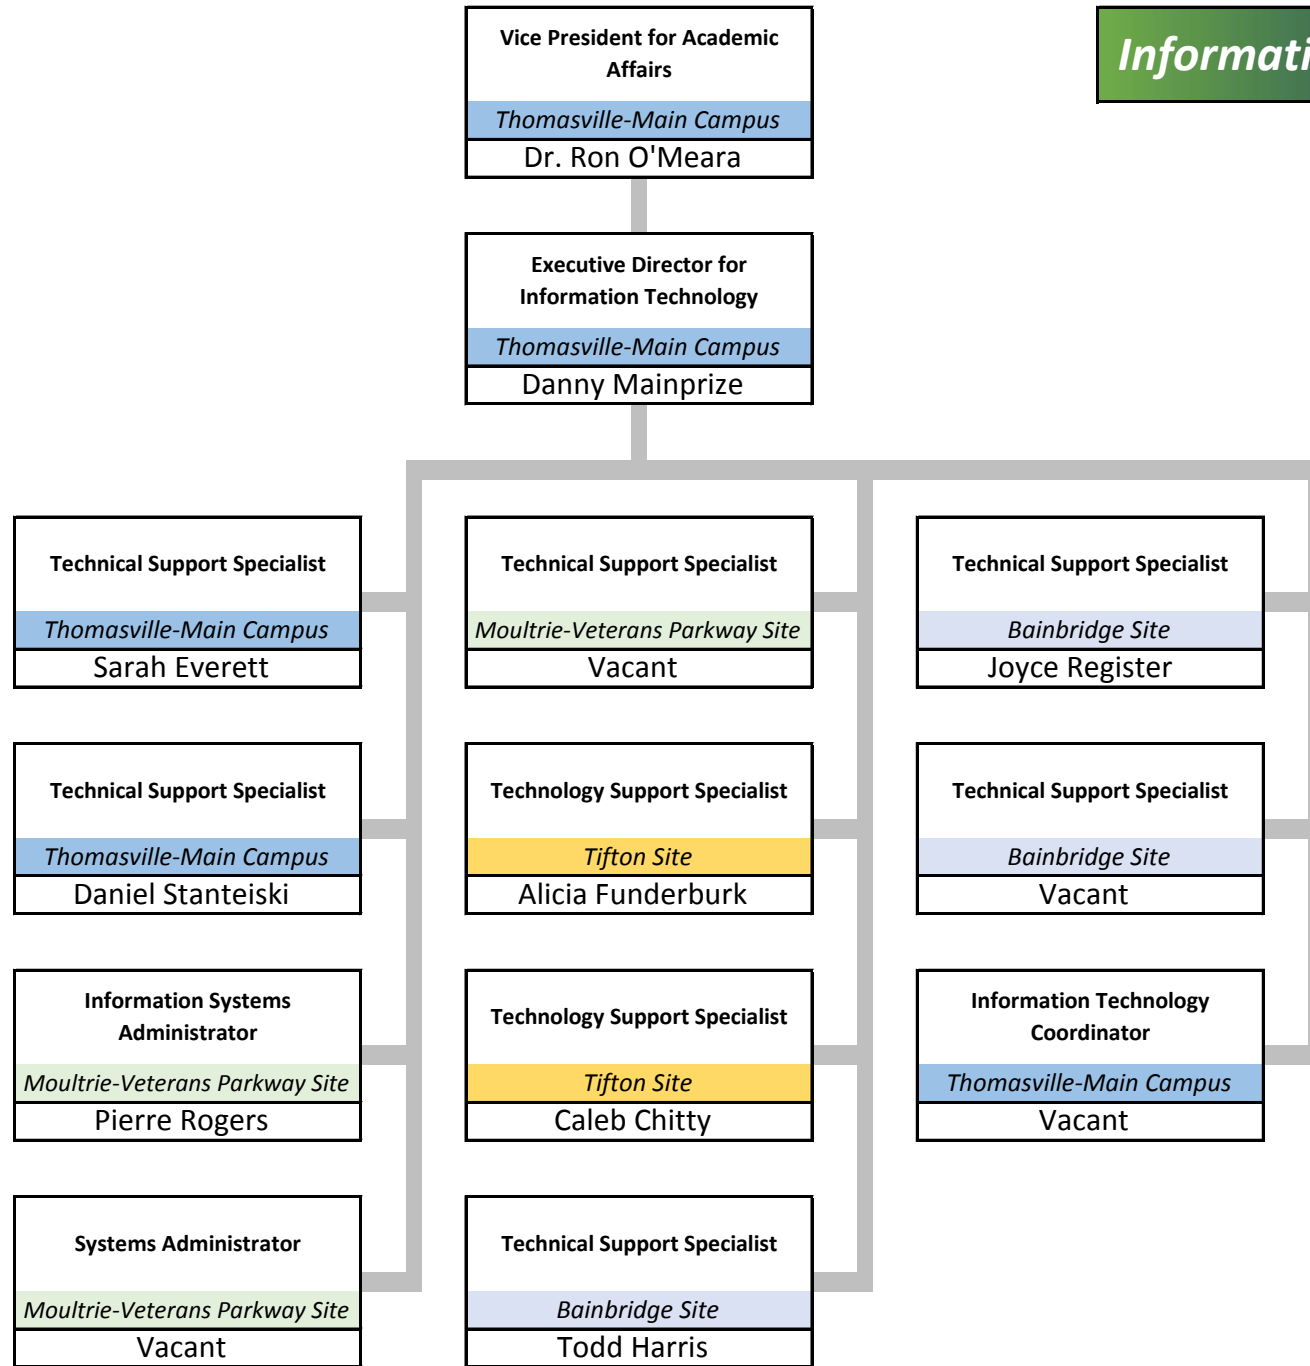 Vice President for Academic
Affairs
Thomasville-Main Campus
Dr. Ron O'Meara
Informati
Executive Director for
Information Technology
Thomasville-Main Campus
Danny Mainprize
Technical Support Specialist
Thomasville-Main Campus
Sarah Everett
Technical Support Specialist
Moultrie-Veterans Parkway Site
Vacant
Technical Support Specialist
Bainbridge Site
Joyce Register
Technical Support Specialist
Thomasville-Main Campus
Daniel Stanteiski
Technology Support Specialist
Tifton Site
Alicia Funderburk
Technical Support Specialist
Bainbridge Site
Vacant
Information Systems
Administrator
Moultrie-Veterans Parkway Site
Pierre Rogers
Technology Support Specialist
Tifton Site
Caleb Chitty
Information Technology
Coordinator
Thomasville-Main Campus
Vacant
Systems Administrator
Moultrie-Veterans Parkway Site
Vacant
Technical Support Specialist
Bainbridge Site
Todd Harris